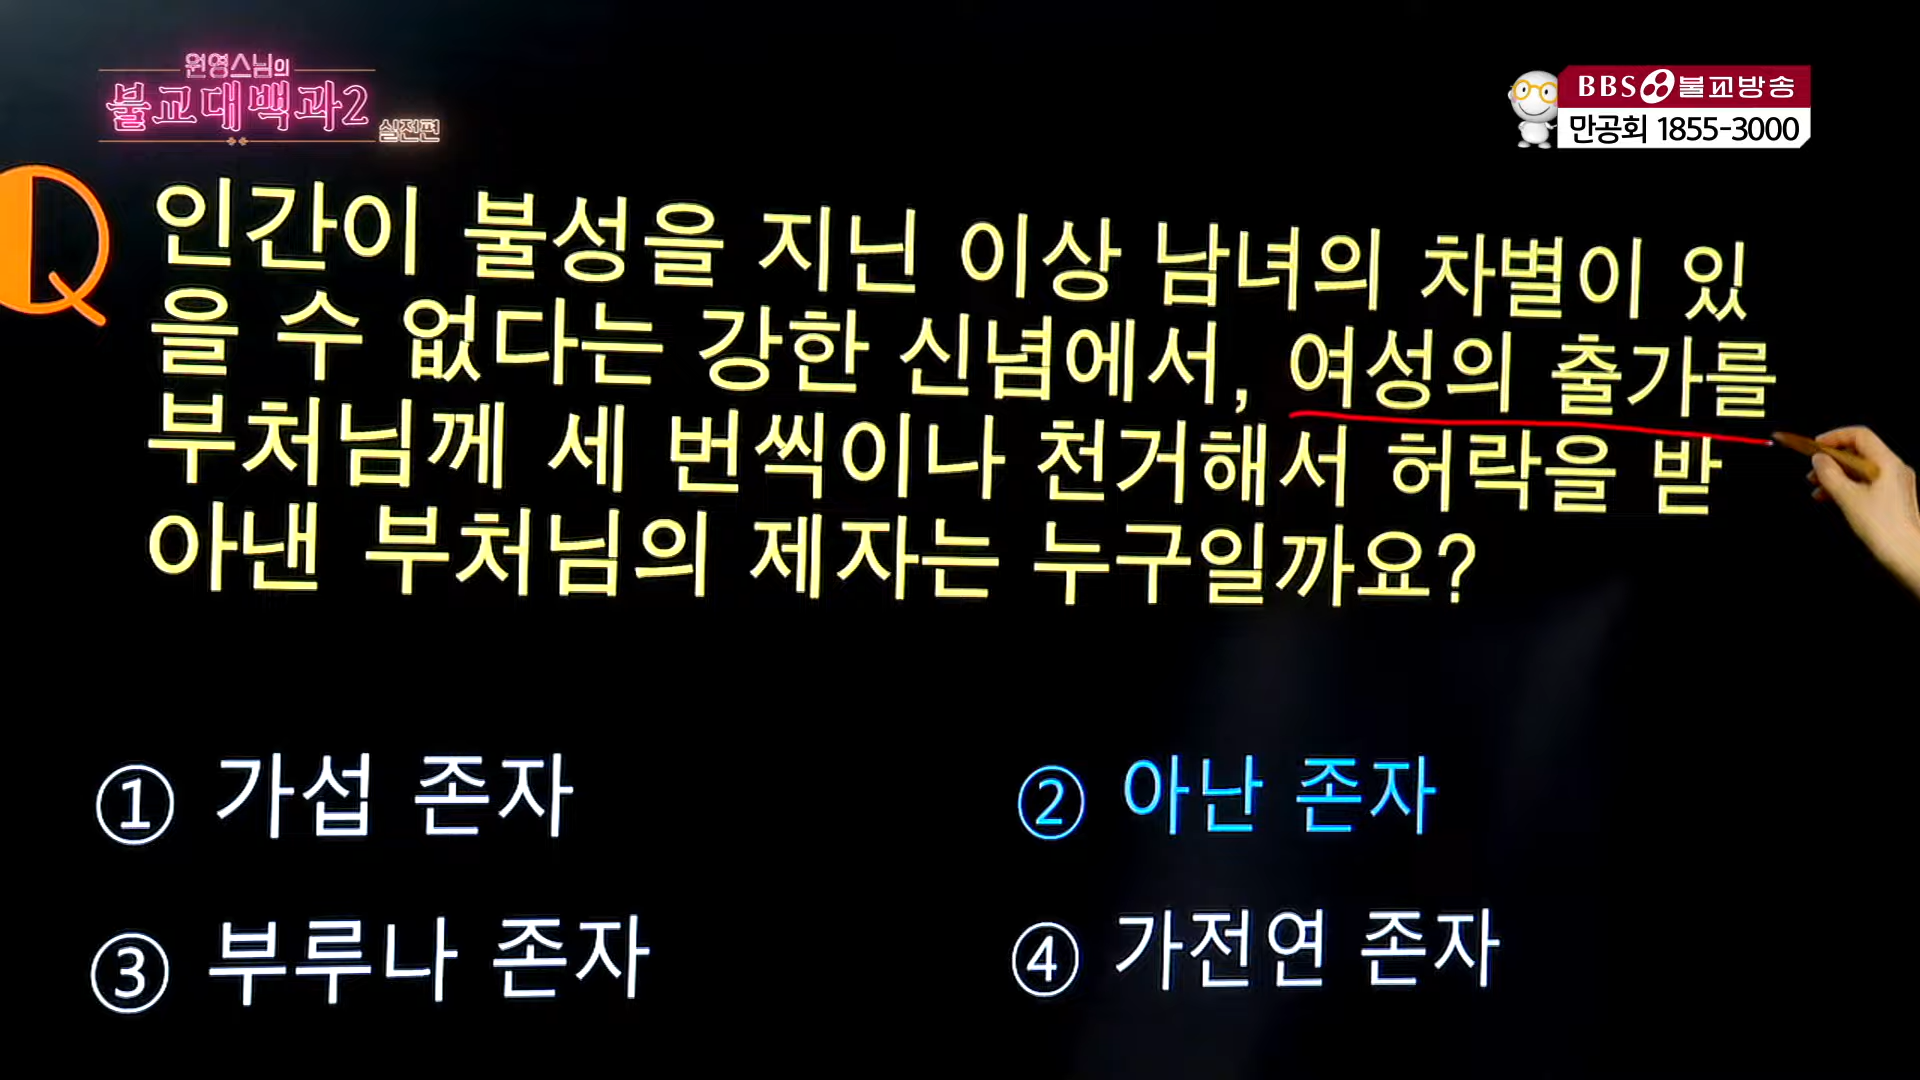 원영스님의
불교대백과2
실전편
BBS 불교방송
만공회 1855-3000
Q 인간이 불성을 지닌 이상 남녀의 차별이 있
을 수 없다는 강한 신념에서, 여성의 출가를
부처님께 세 번씩이나 천거해서 허락을 받
아낸 부처님의 제자는 누구일까요?
① 가섭 존자
② 아난 존자
③ 부루나 존자
④ 가전연 존자